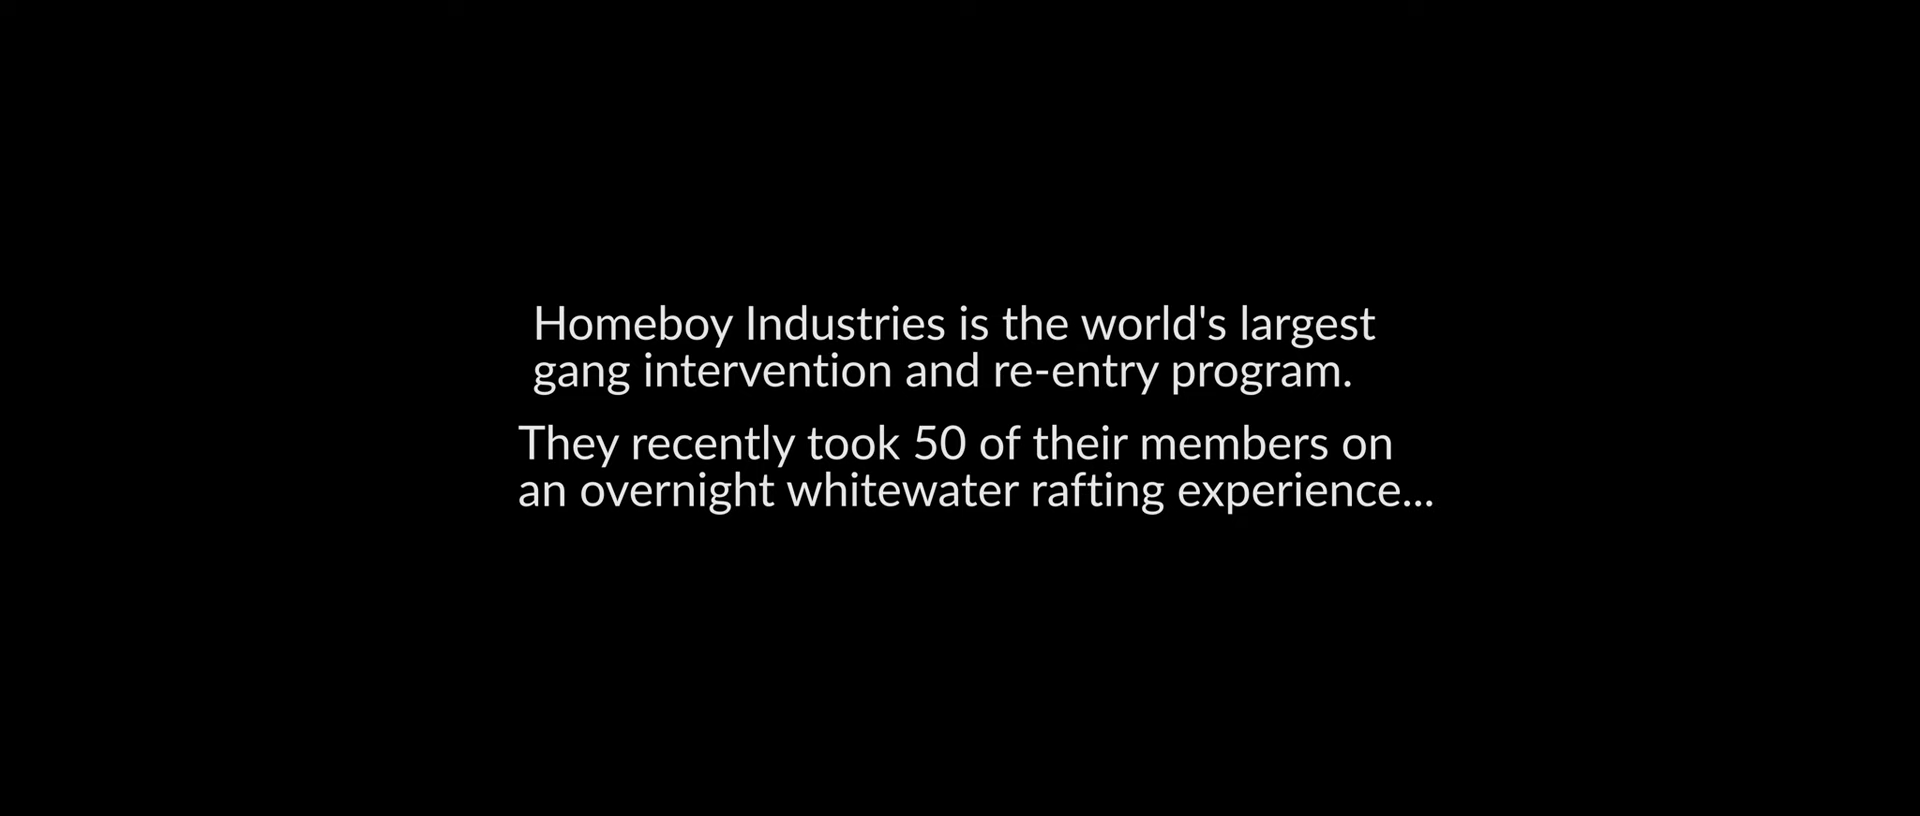 Homeboy Industries is the world's largest
gang intervention and re-entry program.
They recently took 50 of their members on
an overnight whitewater rafting experience...